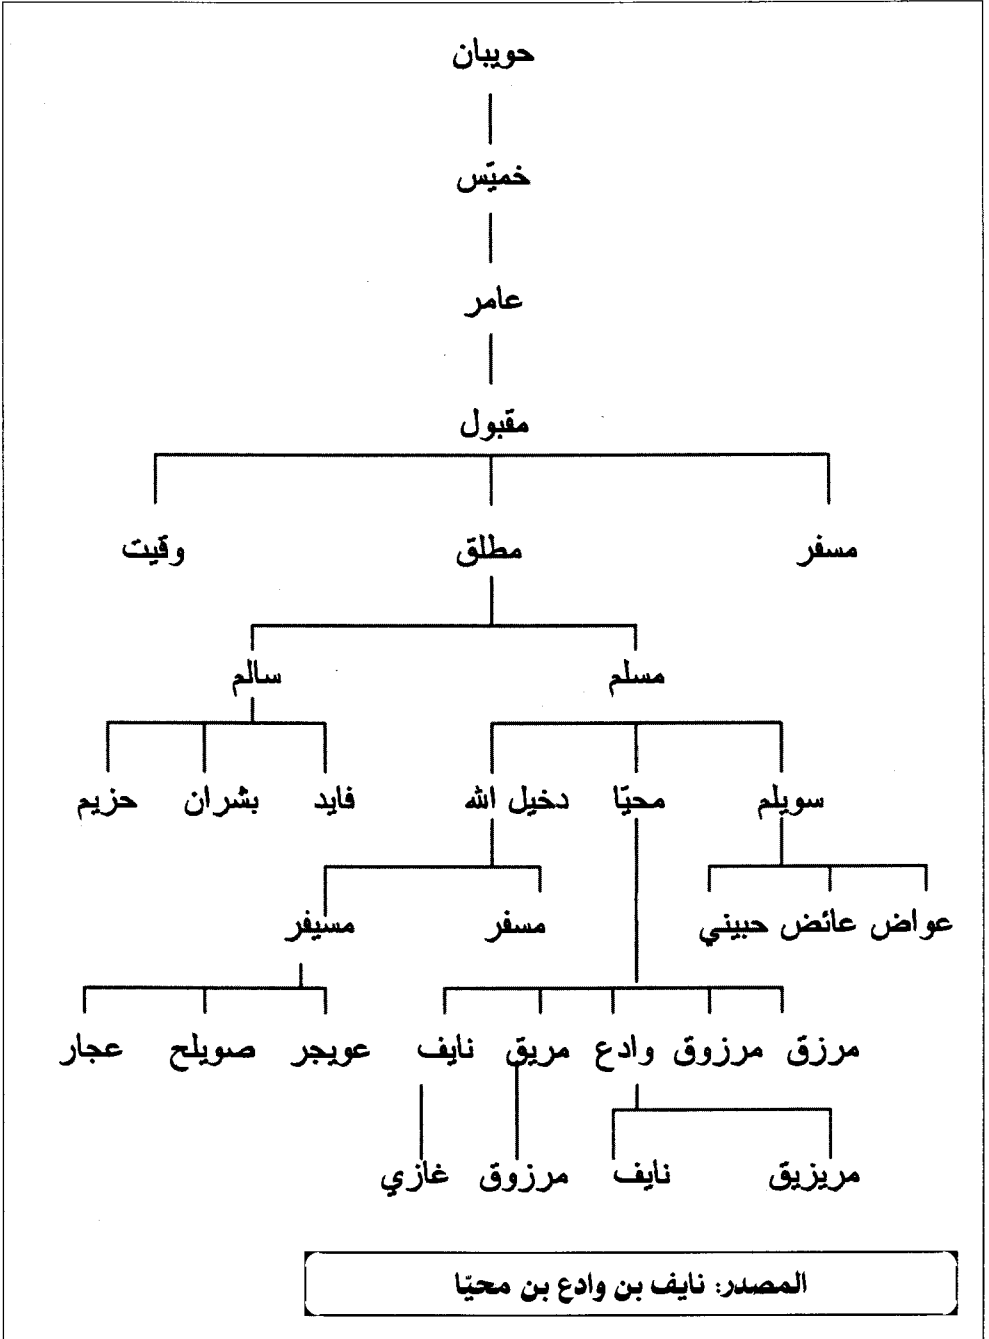 حويبان
خميّس
عامر
مقبول
مسفر مطلق وقيت
مسلم سالم
سويلم محيّا دخيل الله فايد بشران حزيم
عواض عائض حبيني مسفر مسيفر
مرزق مرزوق وادع مريق نايف عويجر صويلح عجار
مريزيق نايف مرزوق غازي
المصدر: نايف بن وادع بن محيّا